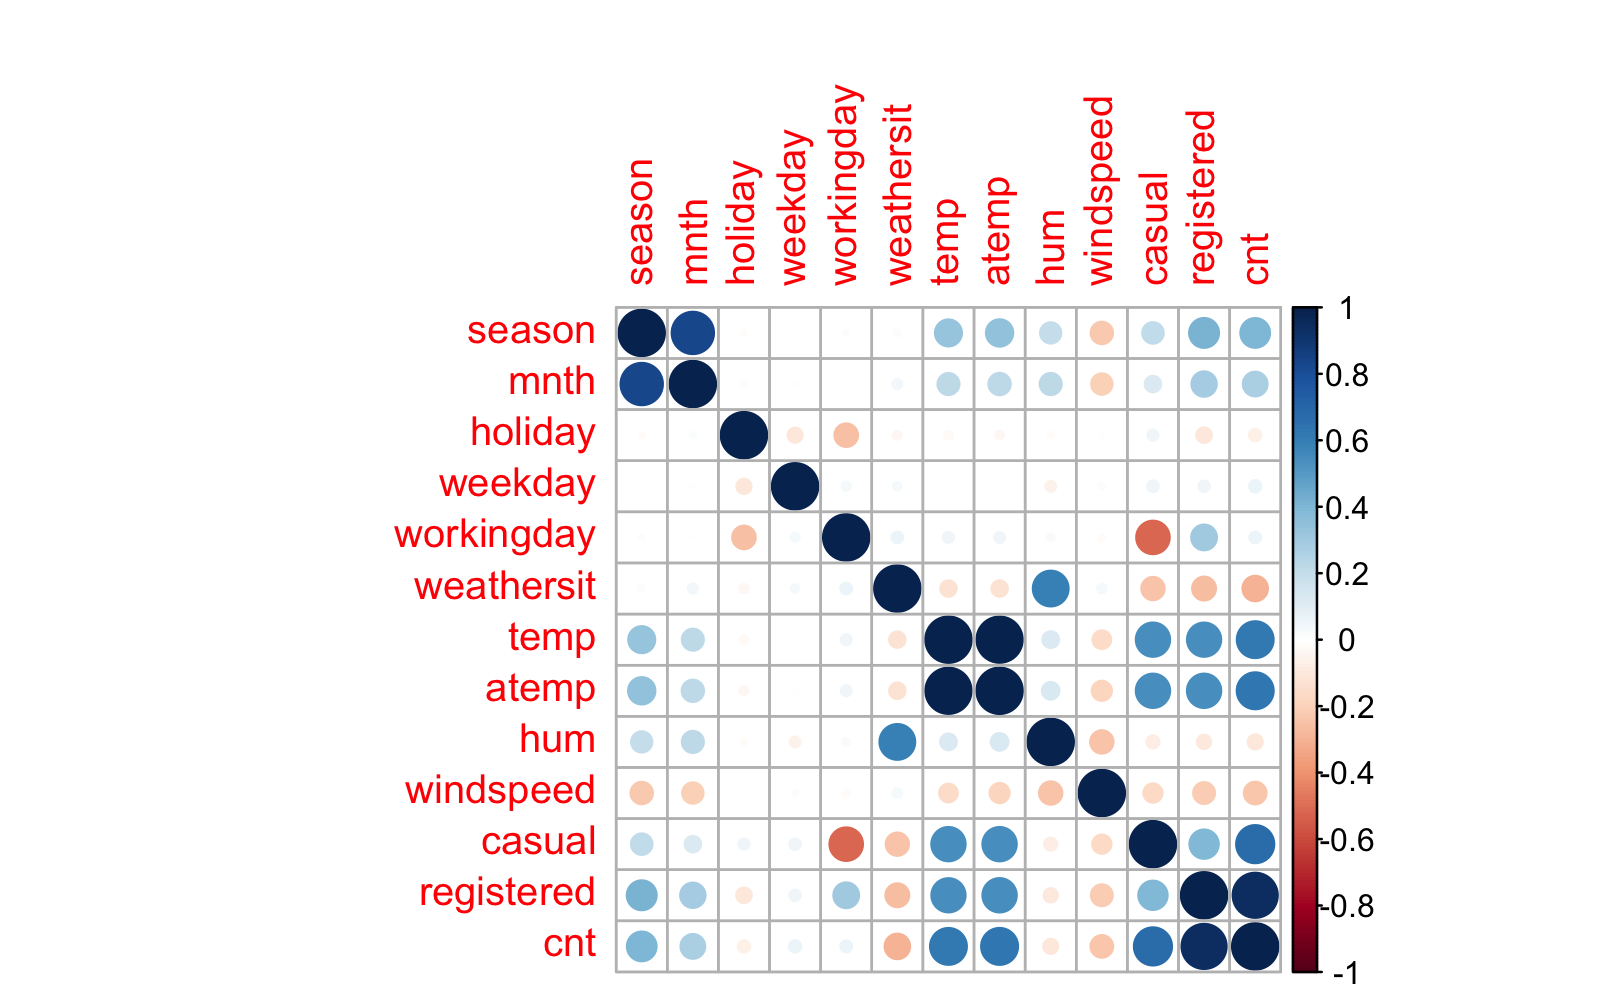 season
mnth
holiday
weekday
workingday
weathersit
temp
atemp
hum
windspeed
casual
registered
cnt
season
mnth
holiday
weekday
workingday
weathersit
temp
atemp
hum
windspeed
casual
registered
cnt
1
0.8
0.6
0.4
0.2
0
-0.2
-0.4
-0.6
-0.8
-1